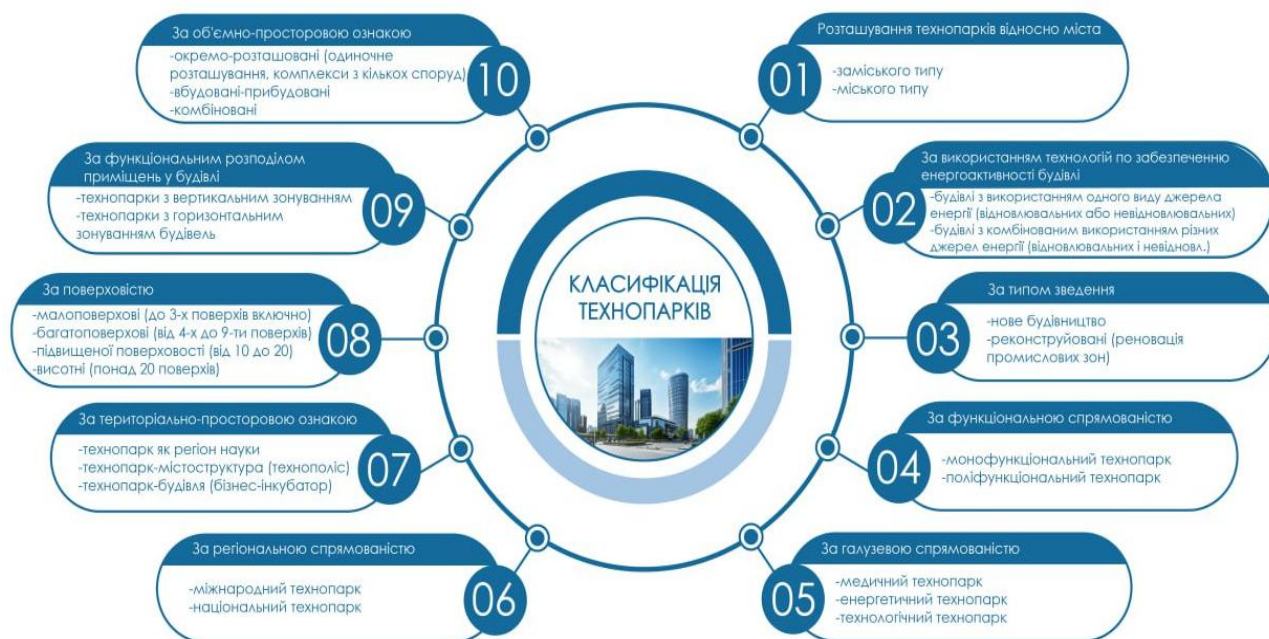 КЛАСИФІКАЦІЯ
ТЕХНОПАРКІВ
Розташування технопарків відносно міста
01
-заміського типу
-міського типу
За використанням технологій по забезпеченню
енергоактивності будівлі
02
-будівлі з використанням одного виду джерела
енергії (відновлювальних або невідновлювальних)
-будівлі з комбінованим використанням різних
джерел енергії (відновлювальних і невідновл.)
За типом зведення
03
-нове будівництво
-реконструйовані (реновація
промислових зон)
За функціональною спрямованістю
04
-монофункціональний технопарк
-поліфункціональний технопарк
За галузевою спрямованістю
05
-медичний технопарк
-енергетичний технопарк
-технологічний технопарк
За регіональною спрямованістю
06
-міжнародний технопарк
-національний технопарк
За територіально-просторовою ознакою
07
-технопарк як регіон науки
-технопарк-містоструктура (технополіс)
-технопарк-будівля (бізнес-інкубатор)
За поверховістю
08
-малоповерхові (до 3-х поверхів включно)
-багатоповерхові (від 4-х до 9-ти поверхів)
-підвищеної поверховості (від 10 до 20)
-висотні (понад 20 поверхів)
За функціональним розподілом
приміщень у будівлі
09
-технопарки з вертикальним зонуванням
-технопарки з горизонтальним
зонуванням будівель
За об'ємно-просторовою ознакою
10
-окремо-розташовані (одиночне
розташування, комплекси з кількох споруд)
-вбудовані-прибудовані
-комбіновані